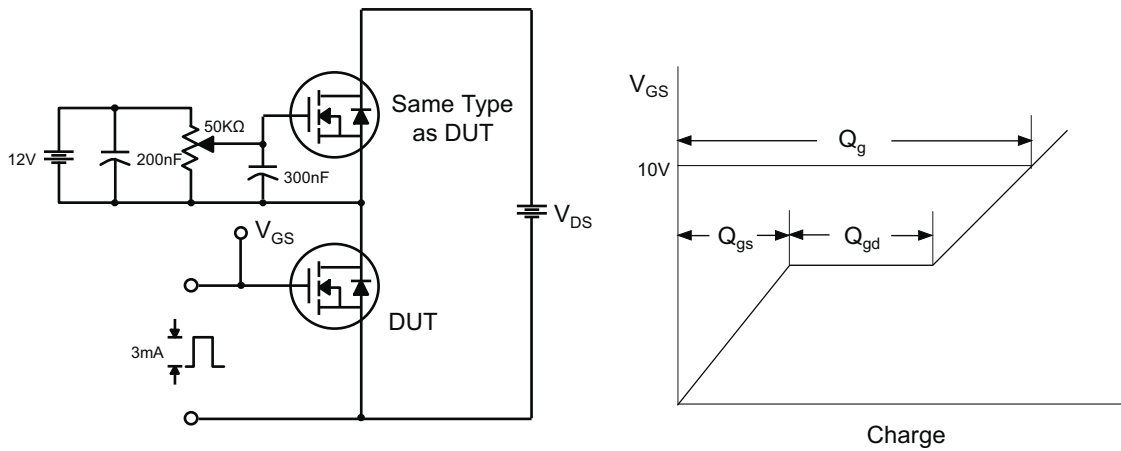 50KΩ
12V
200nF
300nF
Same Type
as DUT
V_GS
DUT
3mA
V_DS
V_GS
10V
Q_g
Q_gs
Q_gd
Charge